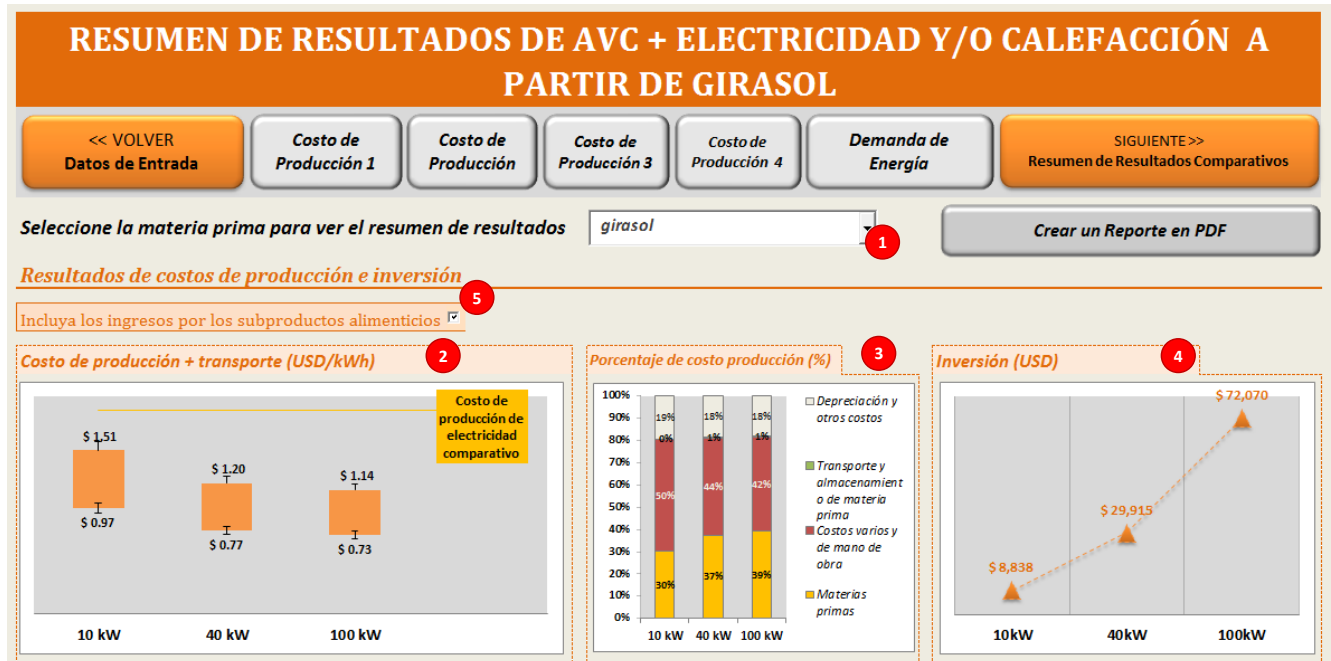 RESUMEN DE RESULTADOS DE AVC + ELECTRICIDAD Y/O CALEFACCIÓN A
PARTIR DE GIRASOL
<< VOLVER
Datos de Entrada
Costo de
Producción 1
Costo de
Producción
Costo de
Producción 3
Costo de
Producción 4
Demanda de
Energía
SIGUIENTE >>
Resumen de Resultados Comparativos
Seleccione la materia prima para ver el resumen de resultados
girasol
1
Crear un Reporte en PDF
Resultados de costos de producción e inversión
5
Incluya los ingresos por los subproductos alimenticios
Costo de producción + transporte (USD/kWh)
2
Costo de
producción de
electricidad
comparativo
$ 1.51
$ 0.97
$ 1.20
$ 0.77
$ 1.14
$ 0.73
10 kW
40 kW
100 kW
Porcentaje de costo producción (%)
3
100%
90%
80%
70%
60%
50%
40%
30%
20%
10%
0%
19%
18%
18%
0%
1%
1%
50%
44%
42%
30%
37%
39%
10 kW
40 kW
100 kW
Depreciación y
otros costos
Transporte y
almacenamient
o de materia
prima
Costos varios y
de mano de
obra
Materias
primas
Inversión (USD)
4
$ 8,838
$ 29,915
$ 72,070
10kW
40kW
100kW